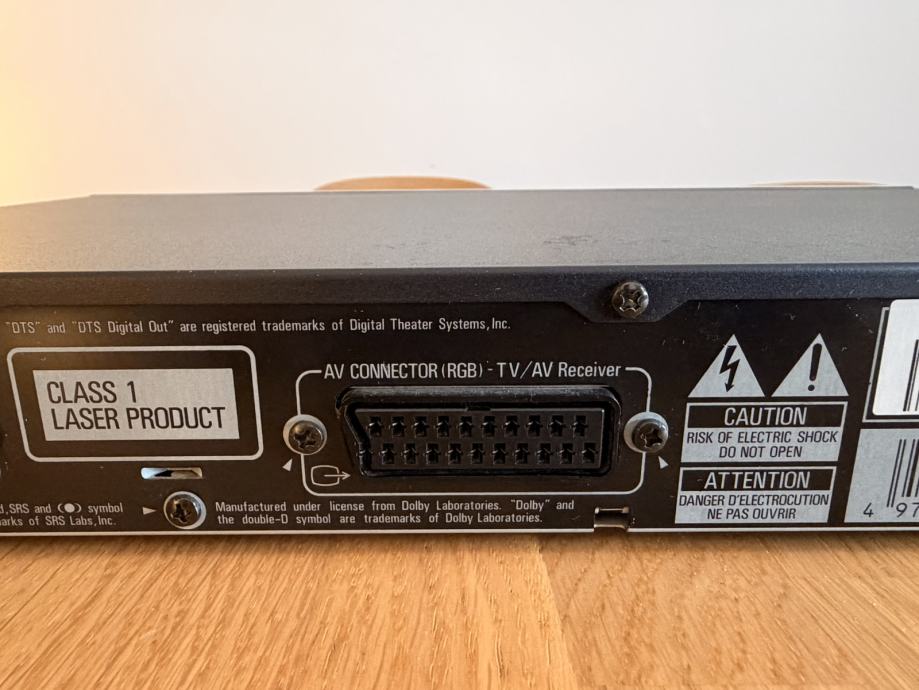 "DTS" and "DTS Digital Out" are registered trademarks of Digital Theater Systems, Inc.
CLASS 1
LASER PRODUCT
AV CONNECTOR (RGB) - TV/AV Receiver
CAUTION
RISK OF ELECTRIC SHOCK
DO NOT OPEN
ATTENTION
DANGER D'ELECTROCUTION
NE PAS OUVRIR
SRS and (●) symbol
SRS Labs, Inc.
Manufactured under license from Dolby Laboratories. "Dolby" and
the double-D symbol are trademarks of Dolby Laboratories.
4 97